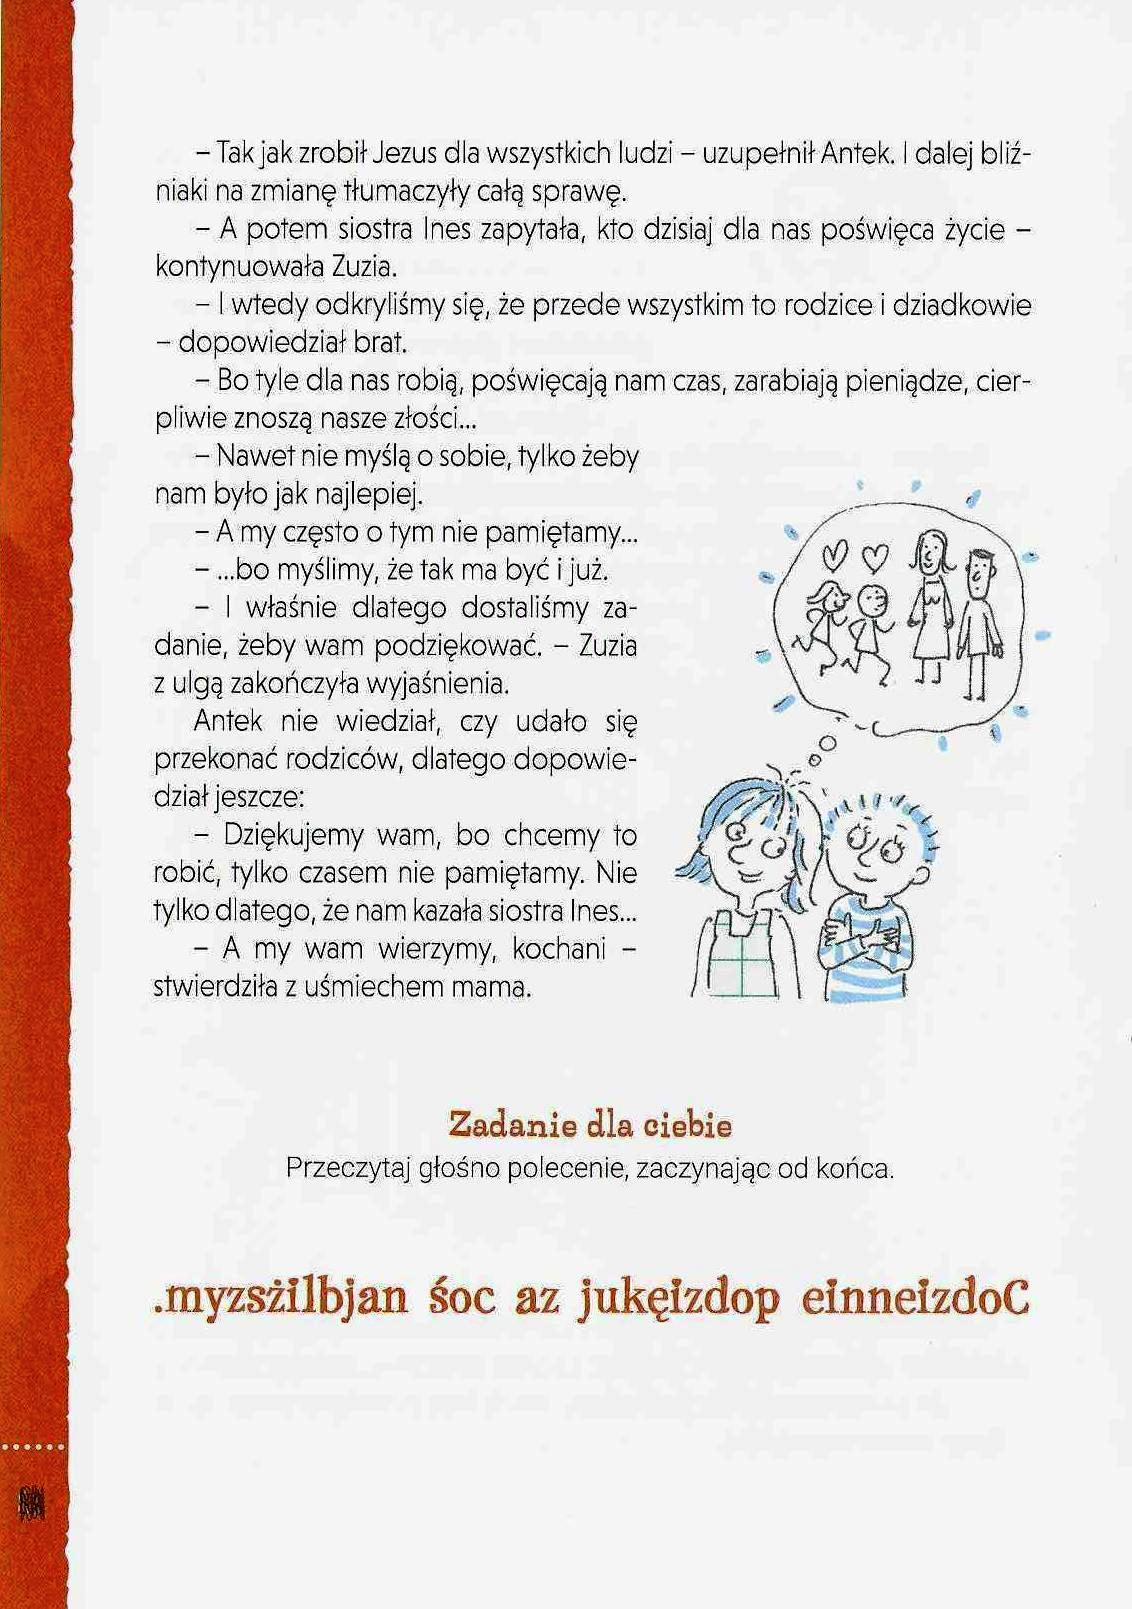 – Tak jak zrobił Jezus dla wszystkich ludzi – uzupełnił Antek. I dalej bliź-
niaki na zmianę tłumaczyły całą sprawę.
– A potem siostra Ines zapytała, kto dzisiaj dla nas poświęca życie –
kontynuowała Zuzia.
– I wtedy odkryliśmy się, że przede wszystkim to rodzice i dziadkowie
– dopowiedział brat.
– Bo tyle dla nas robią, poświęcają nam czas, zarabiają pieniądze, cier-
pliwie znoszą nasze złości...
– Nawet nie myślą o sobie, tylko żeby
nam było jak najlepiej.
– A my często o tym nie pamiętamy...
– ...bo myślimy, że tak ma być i już.
– I właśnie dlatego dostaliśmy za-
danie, żeby wam podziękować. – Zuzia
z ulgą zakończyła wyjaśnienia.
Antek nie wiedział, czy udało się
przekonać rodziców, dlatego dopowie-
dział jeszcze:
– Dziękujemy wam, bo chcemy to
robić, tylko czasem nie pamiętamy. Nie
tylko dlatego, że nam kazała siostra Ines...
– A my wam wierzymy, kochani –
stwierdziła z uśmiechem mama.
Zadanie dla ciebie
Przeczytaj głośno polecenie, zaczynając od końca.
.myzsżilbjan śoc az jukęizdop einneizdoC